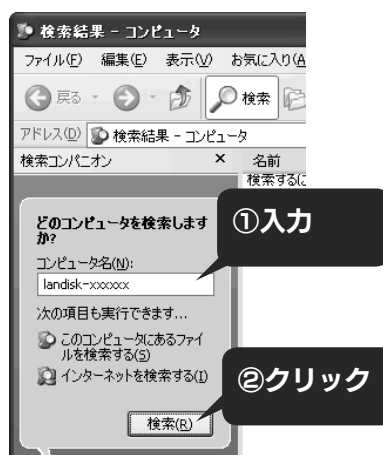 検索結果 - コンピュータ
ファイル(F) 編集(E) 表示(V) お気に入り(A
戻る 検索
アドレス(D) 検索結果 - コンピュータ
検索コンパニオン × 名前
検索するに
どのコンピュータを検索します
か?
コンピュータ名(N):
landisk-xxxxxx
次の項目も実行できます...
このコンピュータにあるファイ
ルを検索する(S)
インターネットを検索する(I)
検索(R)
①入力
②クリック